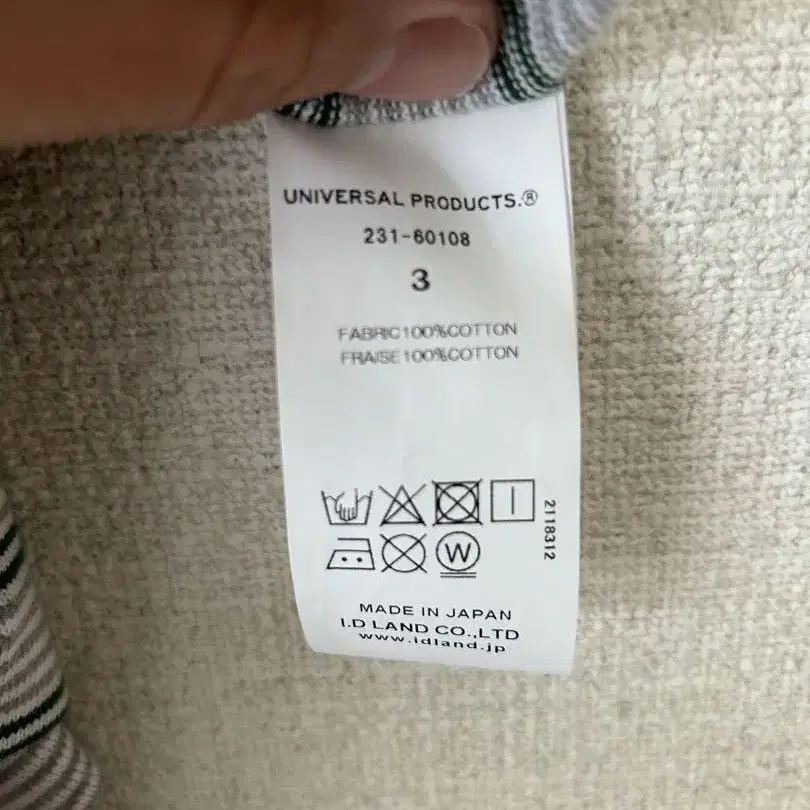 UNIVERSAL PRODUCTS.®
231-60108
3
FABRIC100%COTTON
FRAISE100%COTTON
2118312
W
MADE IN JAPAN
I.D LAND CO.,LTD
www.idland.jp